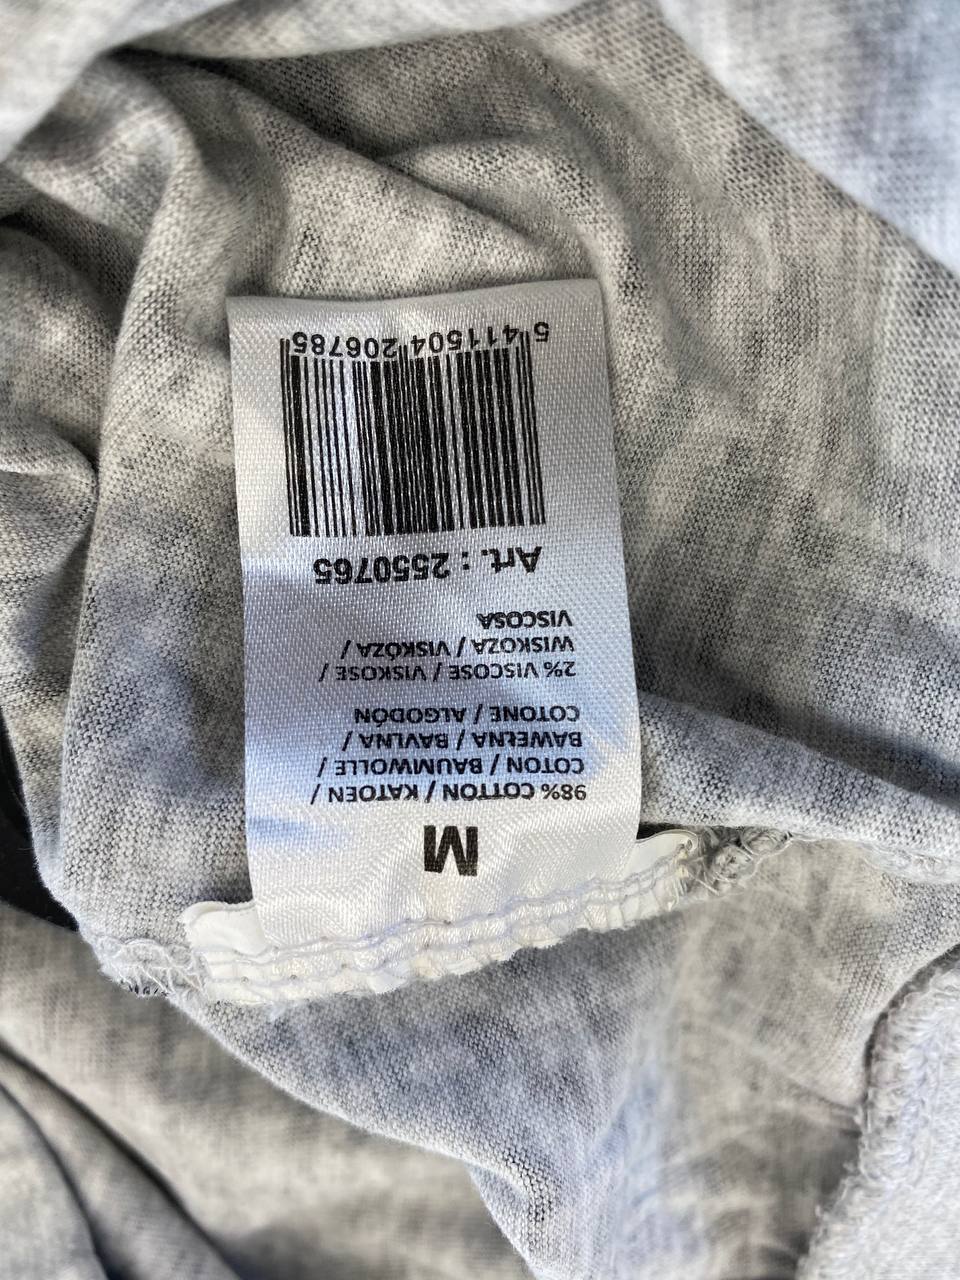 M
98% COTTON / KATOEN /
COTON / BAUMWOLLE /
BAWEŁNA / BAVLNA /
COTONE / ALGODÓN
2% VISCOSE / VISKOSE /
WISKOZA / VISKÓZA /
VISCOSA
Art. : 2550765
5 411504 206785